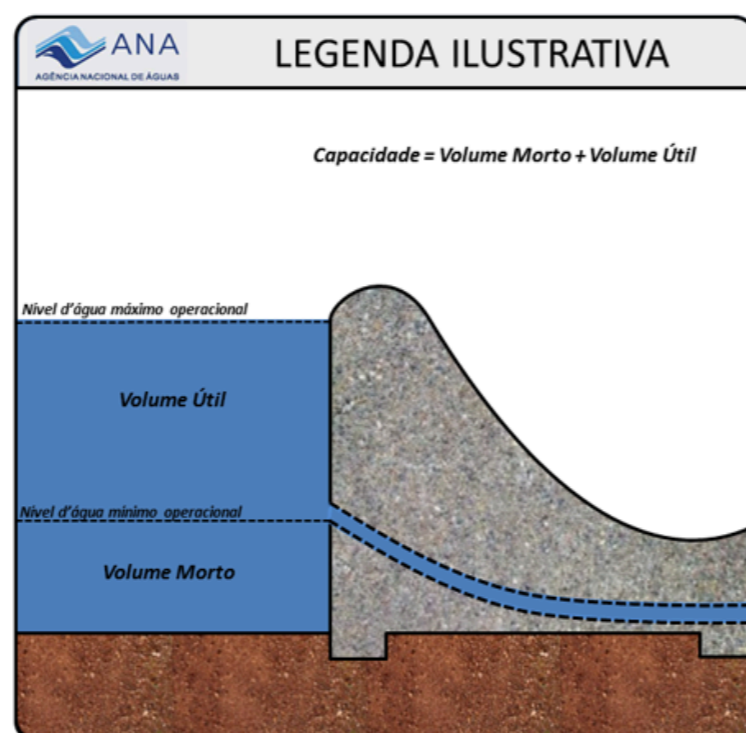 ANA
AGÊNCIA NACIONAL DE ÁGUAS
LEGENDA ILUSTRATIVA
Capacidade = Volume Morto + Volume Útil
Nível d'água máximo operacional
Volume Útil
Nível d'água mínimo operacional
Volume Morto